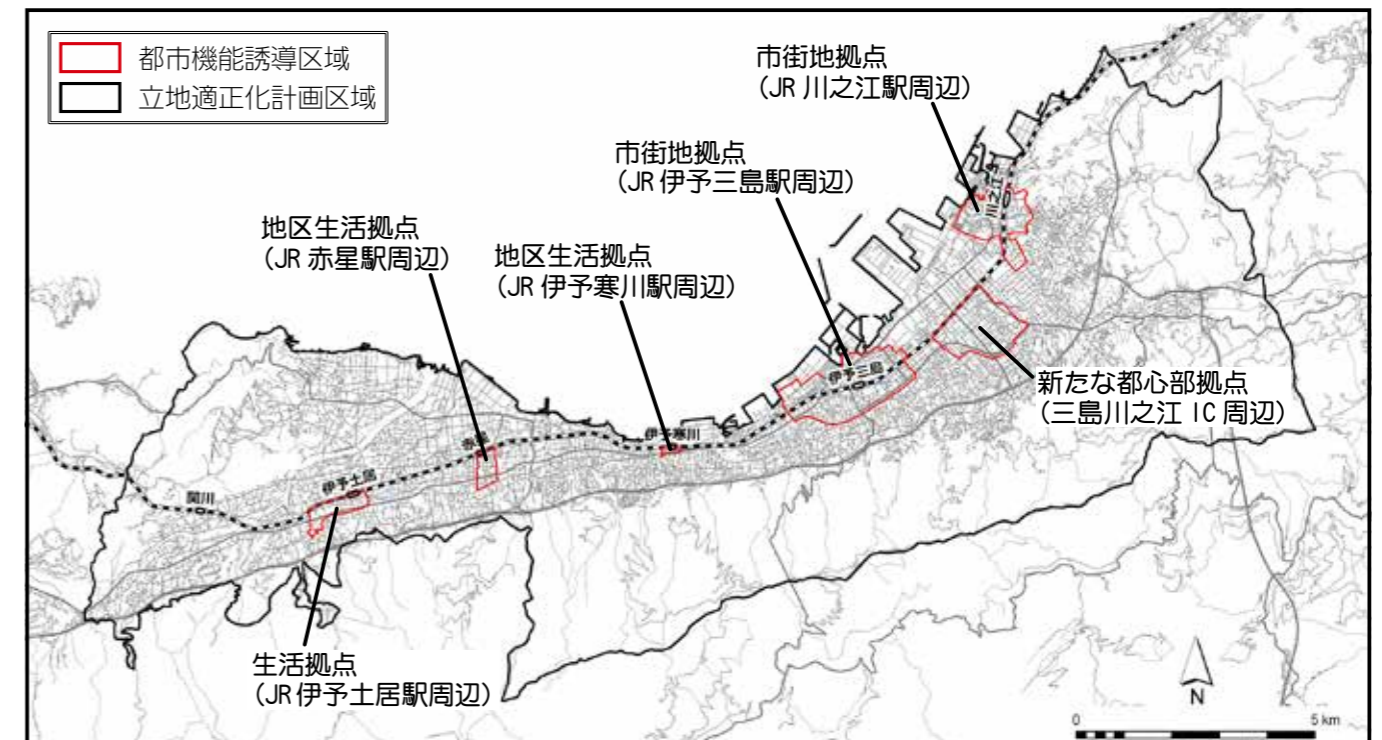 都市機能誘導区域
立地適正化計画区域
市街地拠点
（JR 川之江駅周辺）
市街地拠点
（JR 伊予三島駅周辺）
地区生活拠点
（JR 赤星駅周辺）
地区生活拠点
（JR 伊予寒川駅周辺）
川之江
伊予三島
新たな都心部拠点
（三島川之江 IC 周辺）
伊予寒川
赤星
伊予土居
関川
生活拠点
（JR 伊予土居駅周辺）
N
0
5 km